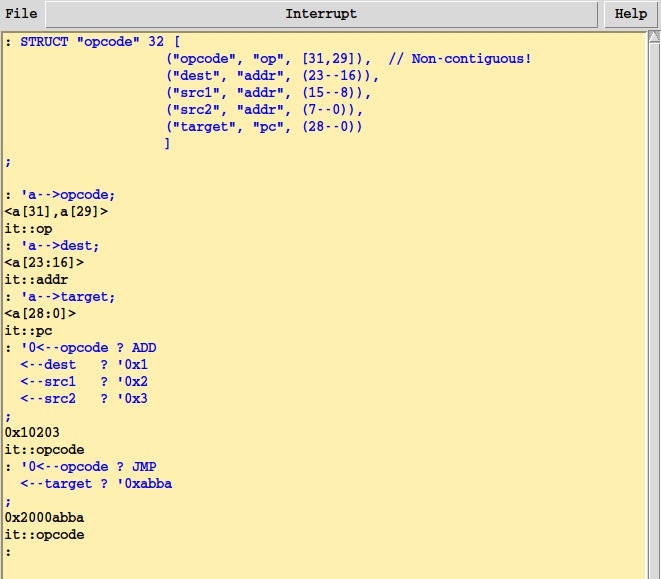 File Interrupt Help
: STRUCT "opcode" 32 [
("opcode", "op", [31,29]), // Non-contiguous!
("dest", "addr", (23--16)),
("src1", "addr", (15--8)),
("src2", "addr", (7--0)),
("target", "pc", (28--0))
]
;
: 'a-->opcode;
<a[31],a[29]>
it::op
: 'a-->dest;
<a[23:16]>
it::addr
: 'a-->target;
<a[28:0]>
it::pc
: '0<--opcode ? ADD
<--dest ? '0x1
<--src1 ? '0x2
<--src2 ? '0x3
;
0x10203
it::opcode
: '0<--opcode ? JMP
<--target ? '0xabba
;
0x2000abba
it::opcode
: